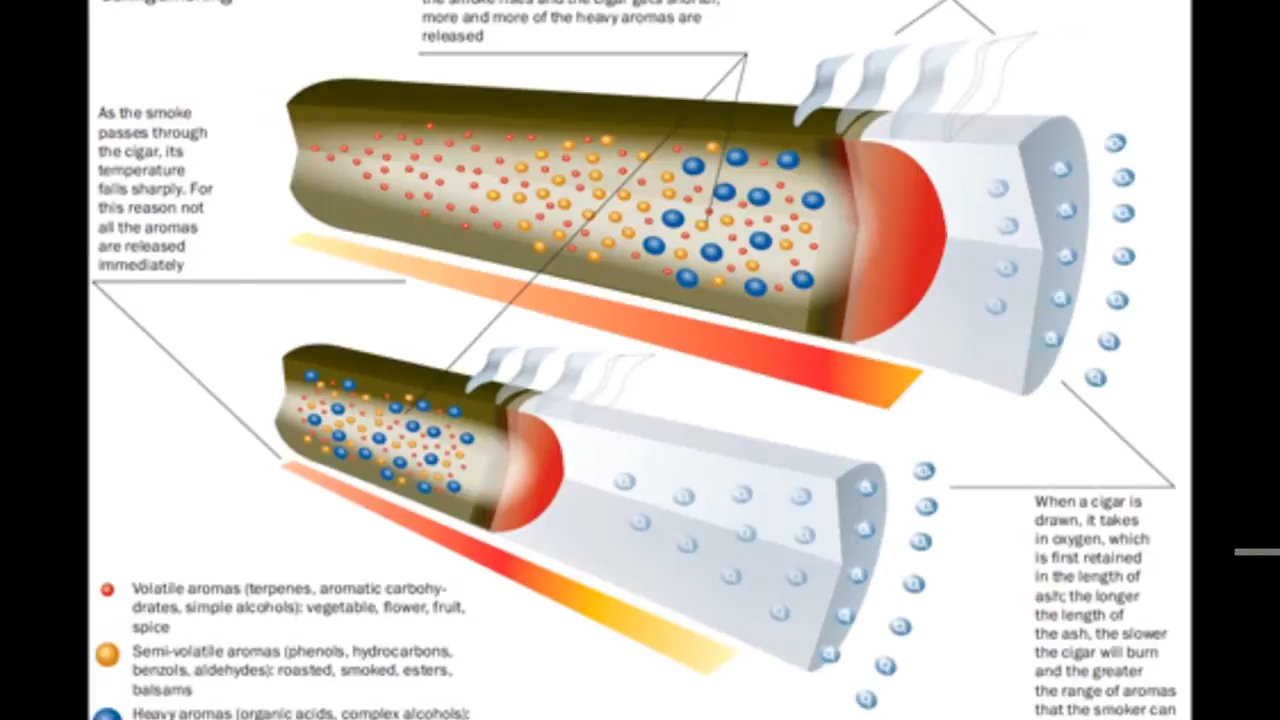 the smoke rises and the cigar gets shorter,
more and more of the heavy aromas are
released
As the smoke
passes through
the cigar, its
temperature
falls sharply. For
this reason not
all the aromas
are released
immediately
When a cigar is
drawn, it takes
in oxygen, which
is first retained
in the length of
ash; the longer
the length of
the ash, the slower
the cigar will burn
and the greater
the range of aromas
that the smoker can
Volatile aromas (terpenes, aromatic carbohy-
drates, simple alcohols): vegetable, flower, fruit,
spice
Semi-volatile aromas (phenols, hydrocarbons,
benzols, aldehydes): roasted, smoked, esters,
balsams
Heavy aromas (organic acids, complex alcohols):